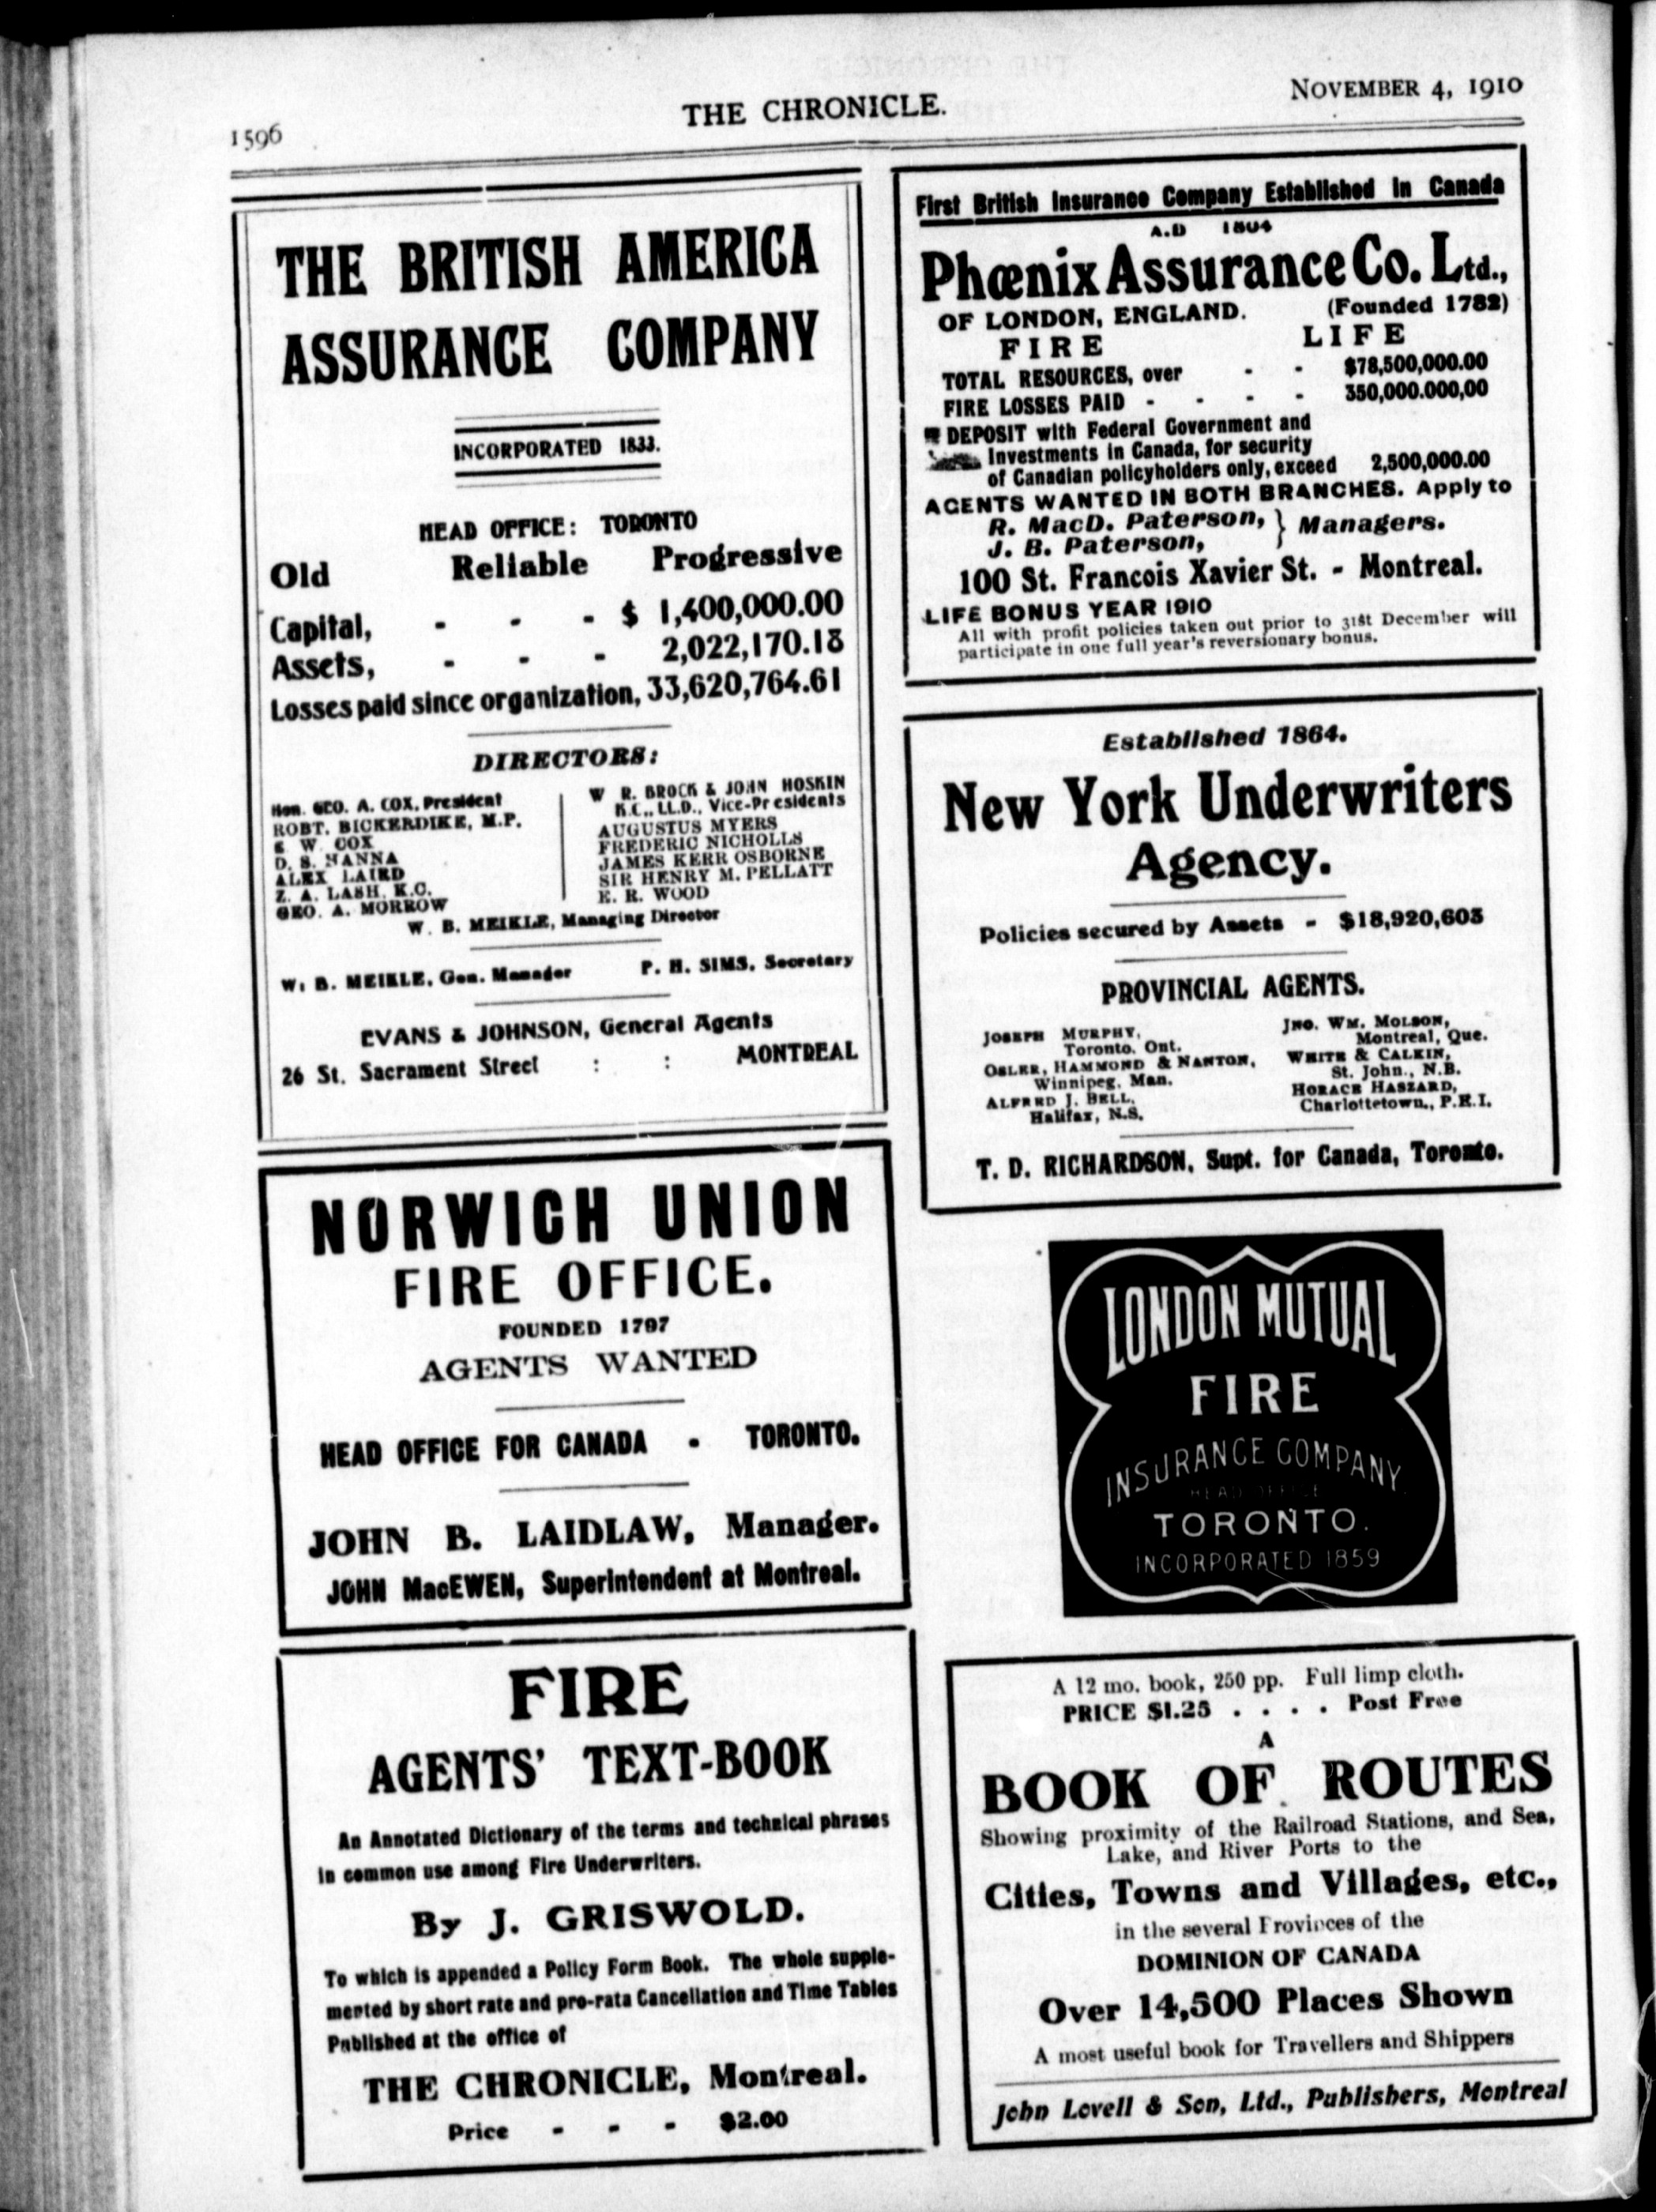 1596
THE CHRONICLE.
NOVEMBER 4, 1910
THE BRITISH AMERICA
ASSURANCE COMPANY
INCORPORATED 1833.
HEAD OFFICE: TORONTO
Old Reliable Progressive
Capital, - - - $ 1,400,000.00
Assets, - - - 2,022,170.18
Losses paid since organization, 33,620,764.61
DIRECTORS:
Hon. GEO. A. COX, President
ROBT. BICKERDIKE, M.P.
E. W. COX
D. B. HANNA
ALEX LAIRD
Z. A. LASH, K.C.
GEO. A. MORROW
W R. BROCK & JOHN HOSKIN
K.C., LL.D., Vice-Presidents
AUGUSTUS MYERS
FREDERIC NICHOLLS
JAMES KERR OSBORNE
SIR HENRY M. PELLATT
E. R. WOOD
W. B. MEIKLE, Managing Director
W. B. MEIKLE, Gen. Manager P. H. SIMS, Secretary
EVANS & JOHNSON, General Agents
26 St. Sacrament Street : : MONTREAL
NORWICH UNION
FIRE OFFICE.
FOUNDED 1797
AGENTS WANTED
HEAD OFFICE FOR CANADA - TORONTO.
JOHN B. LAIDLAW, Manager.
JOHN MacEWEN, Superintendent at Montreal.
FIRE
AGENTS' TEXT-BOOK
An Annotated Dictionary of the terms and technical phrases
in common use among Fire Underwriters.
By J. GRISWOLD.
To which is appended a Policy Form Book. The whole supple-
mented by short rate and pro-rata Cancellation and Time Tables
Published at the office of
THE CHRONICLE, Montreal.
Price - - - $2.00
First British Insurance Company Established in Canada
A.D 1804
Phœnix Assurance Co. Ltd.,
OF LONDON, ENGLAND. (Founded 1782)
FIRE LIFE
TOTAL RESOURCES, over - - $78,500,000.00
FIRE LOSSES PAID - - - - 350,000.000,00
DEPOSIT with Federal Government and
Investments in Canada, for security
of Canadian policyholders only, exceed 2,500,000.00
AGENTS WANTED IN BOTH BRANCHES. Apply to
R. MacD. Paterson, } Managers.
J. B. Paterson,
100 St. Francois Xavier St. - Montreal.
LIFE BONUS YEAR 1910
All with profit policies taken out prior to 31st December will
participate in one full year's reversionary bonus.
Established 1864.
New York Underwriters
Agency.
Policies secured by Assets - $18,920,603
PROVINCIAL AGENTS.
JOSEPH MURPHY,
Toronto, Ont.
OSLER, HAMMOND & NANTON,
Winnipeg, Man.
ALFRED J. BELL,
Halifax, N.S.
JNO. WM. MOLSON,
Montreal, Que.
WHITE & CALKIN,
St. John., N.B.
HORACE HASZARD,
Charlottetown., P.E.I.
T. D. RICHARDSON, Supt. for Canada, Toronto.
LONDON MUTUAL
FIRE
INSURANCE COMPANY
HEAD OFFICE
TORONTO.
INCORPORATED 1859
A 12 mo. book, 250 pp. Full limp cloth.
PRICE $1.25 . . . . Post Free
A
BOOK OF ROUTES
Showing proximity of the Railroad Stations, and Sea,
Lake, and River Ports to the
Cities, Towns and Villages, etc.,
in the several Provinces of the
DOMINION OF CANADA
Over 14,500 Places Shown
A most useful book for Travellers and Shippers
John Lovell & Son, Ltd., Publishers, Montreal